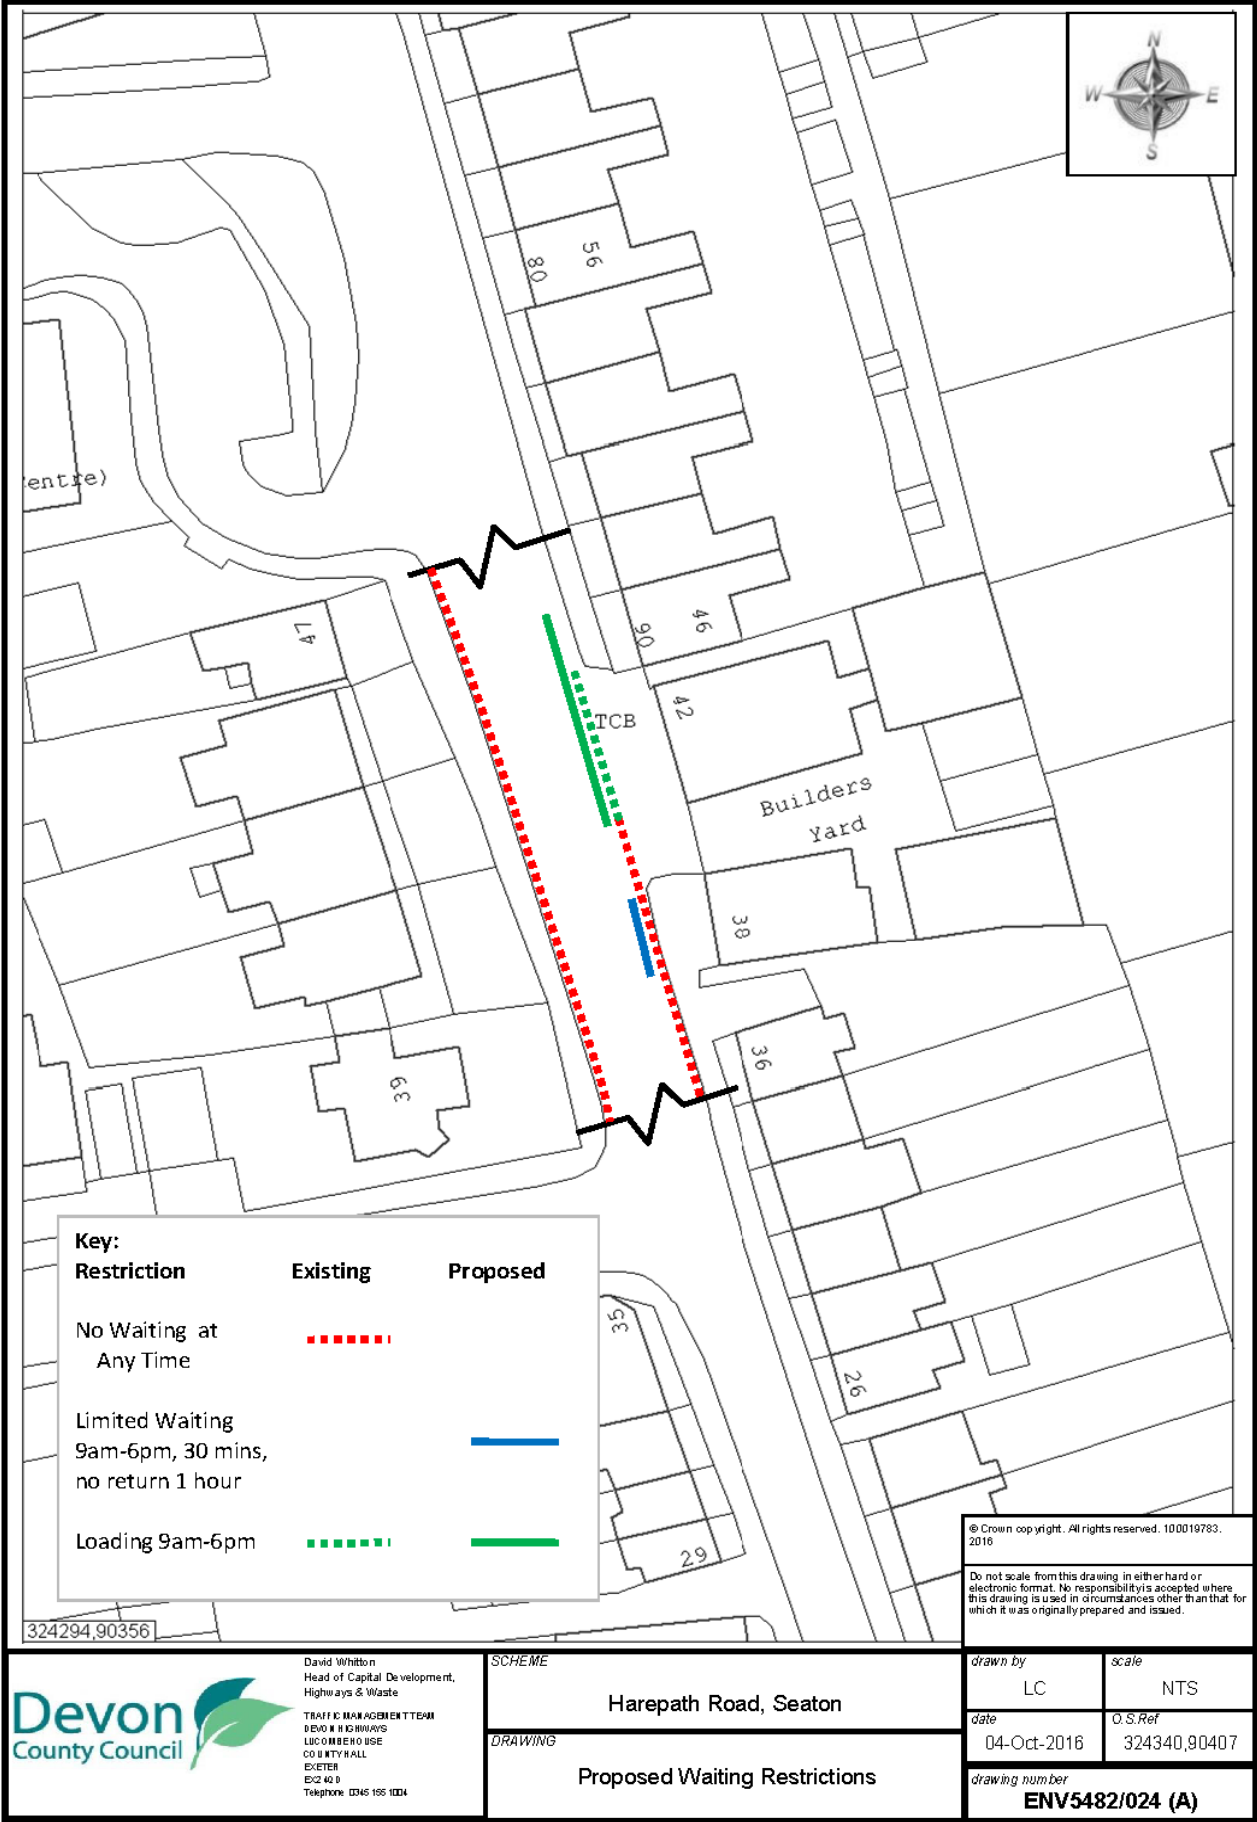 N
W
E
S
56
80
entre)
47
46
90
42
TCB
Builders
Yard
38
36
39
35
26
29
Key:
Restriction Existing Proposed
No Waiting at
Any Time
Limited Waiting
9am-6pm, 30 mins,
no return 1 hour
Loading 9am-6pm
324294,90356
© Crown copyright. All rights reserved. 100019783.
2016
Do not scale from this drawing in either hard or
electronic format. No responsibility is accepted where
this drawing is used in circumstances other than that for
which it was originally prepared and issued.
Devon
County Council
David Whitton
Head of Capital Development,
Highways & Waste
TRAFFIC MANAGEMENT TEAM
DEVON HIGHWAYS
LUCOMBE HOUSE
COUNTY HALL
EXETER
EX2 4QD
Telephone 0345 155 1004
SCHEME
Harepath Road, Seaton
DRAWING
Proposed Waiting Restrictions
drawn by
LC
scale
NTS
date
04-Oct-2016
O.S.Ref
324340,90407
drawing number
ENV5482/024 (A)